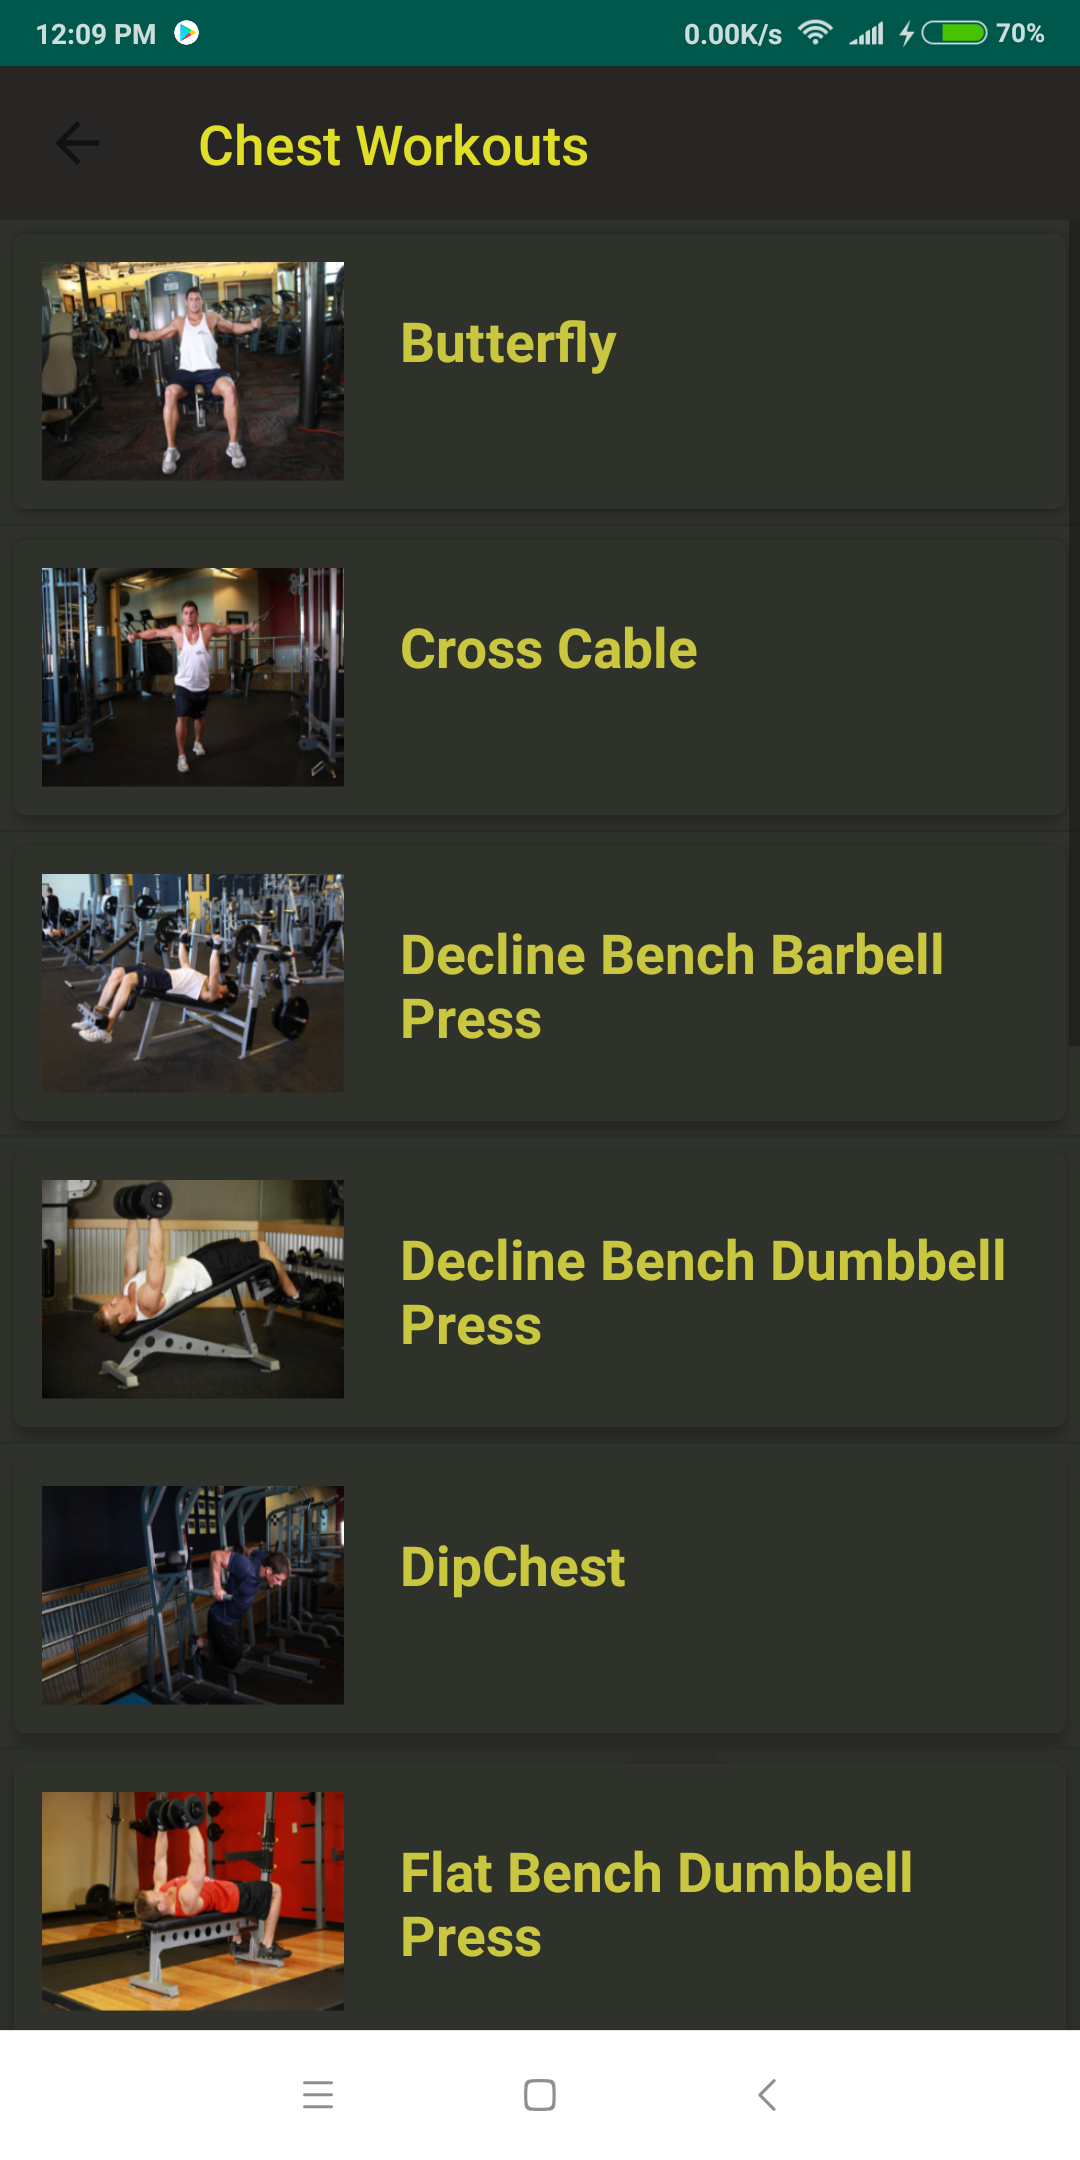 12:09 PM
0.00K/s
70%
Chest Workouts
Butterfly
Cross Cable
Decline Bench Barbell
Press
Decline Bench Dumbbell
Press
DipChest
Flat Bench Dumbbell
Press